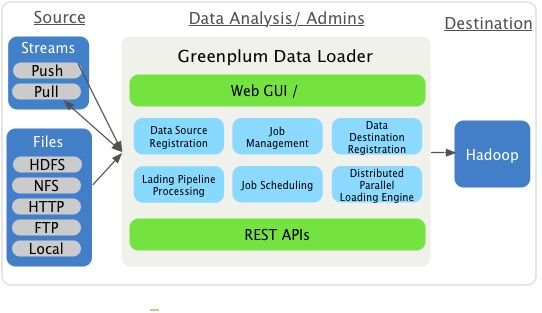 Source
Data Analysis/ Admins
Destination
Streams
Push
Pull
Files
HDFS
NFS
HTTP
FTP
Local
Greenplum Data Loader
Web GUI /
Data Source
Registration
Job
Management
Data
Destination
Registration
Lading Pipeline
Processing
Job Scheduling
Distributed
Parallel
Loading Engine
REST APIs
Hadoop